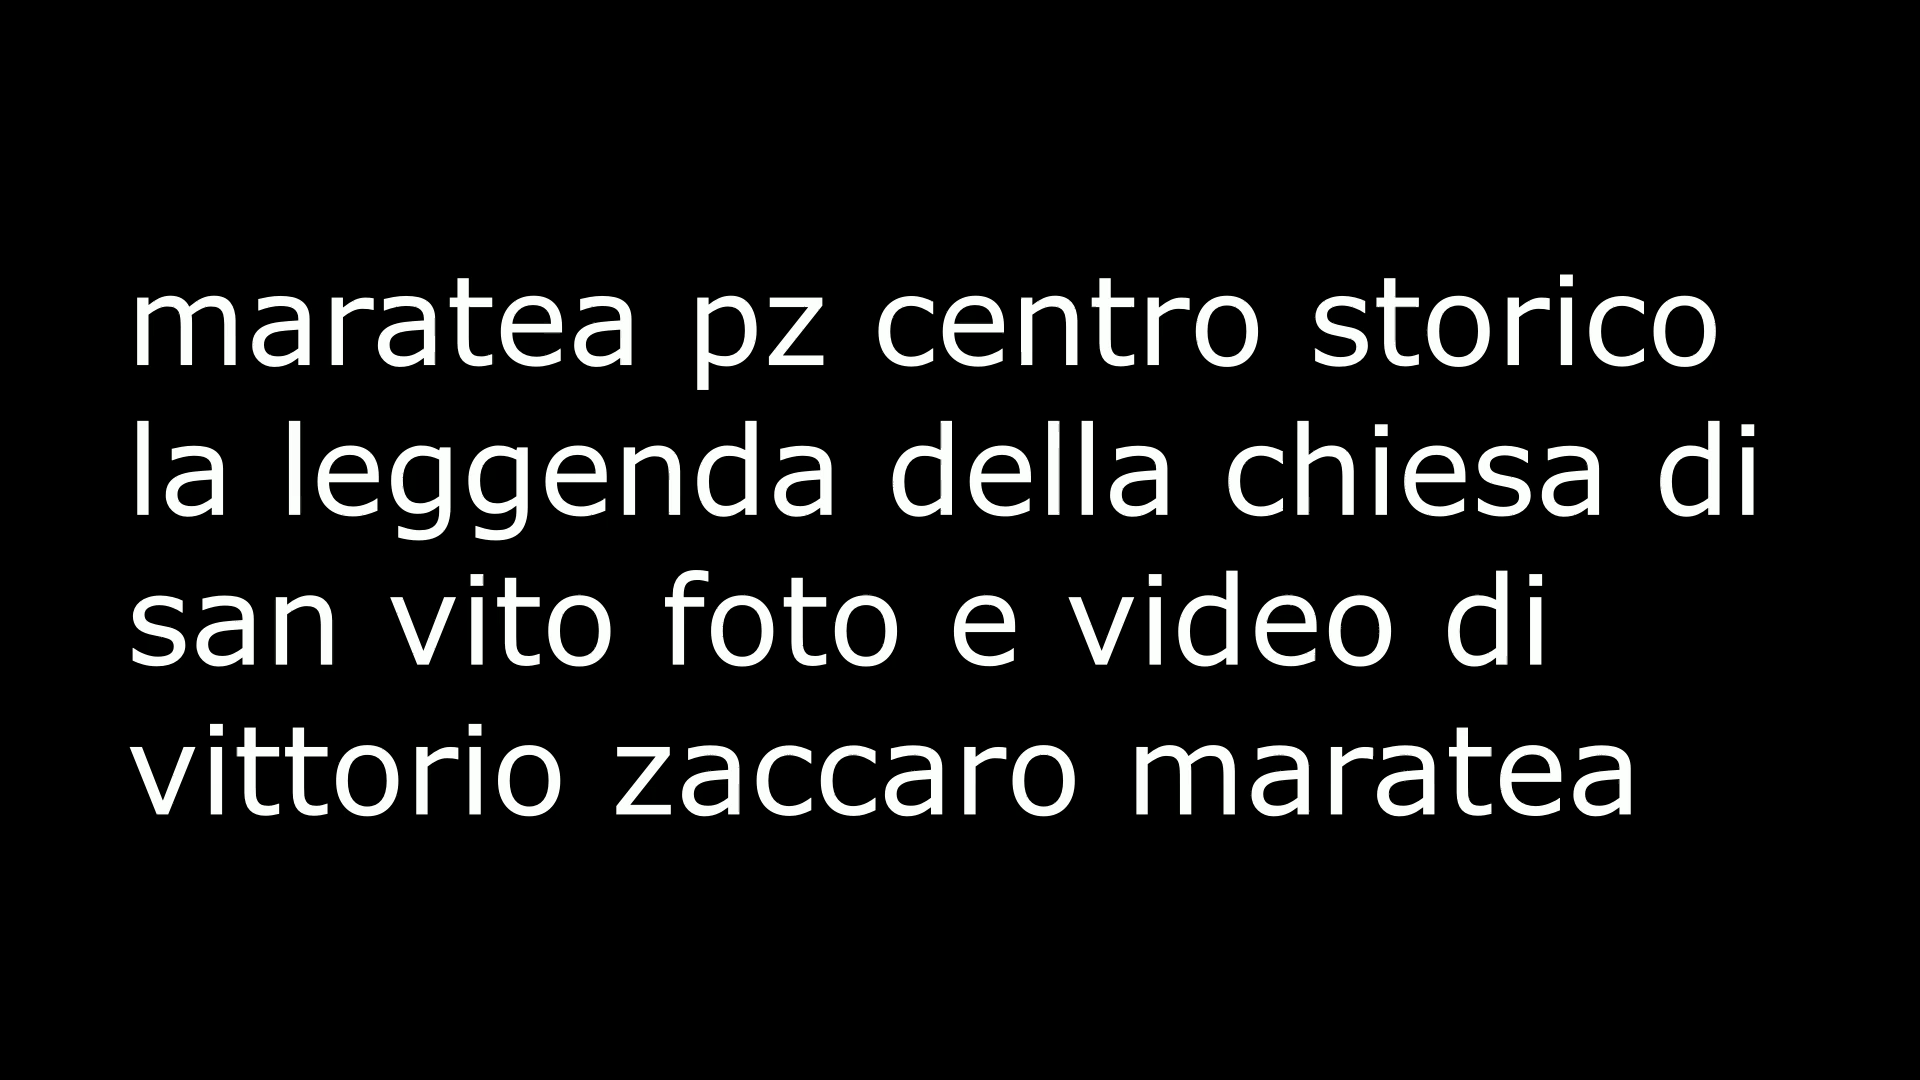 maratea pz centro storico
la leggenda della chiesa di
san vito foto e video di
vittorio zaccaro maratea